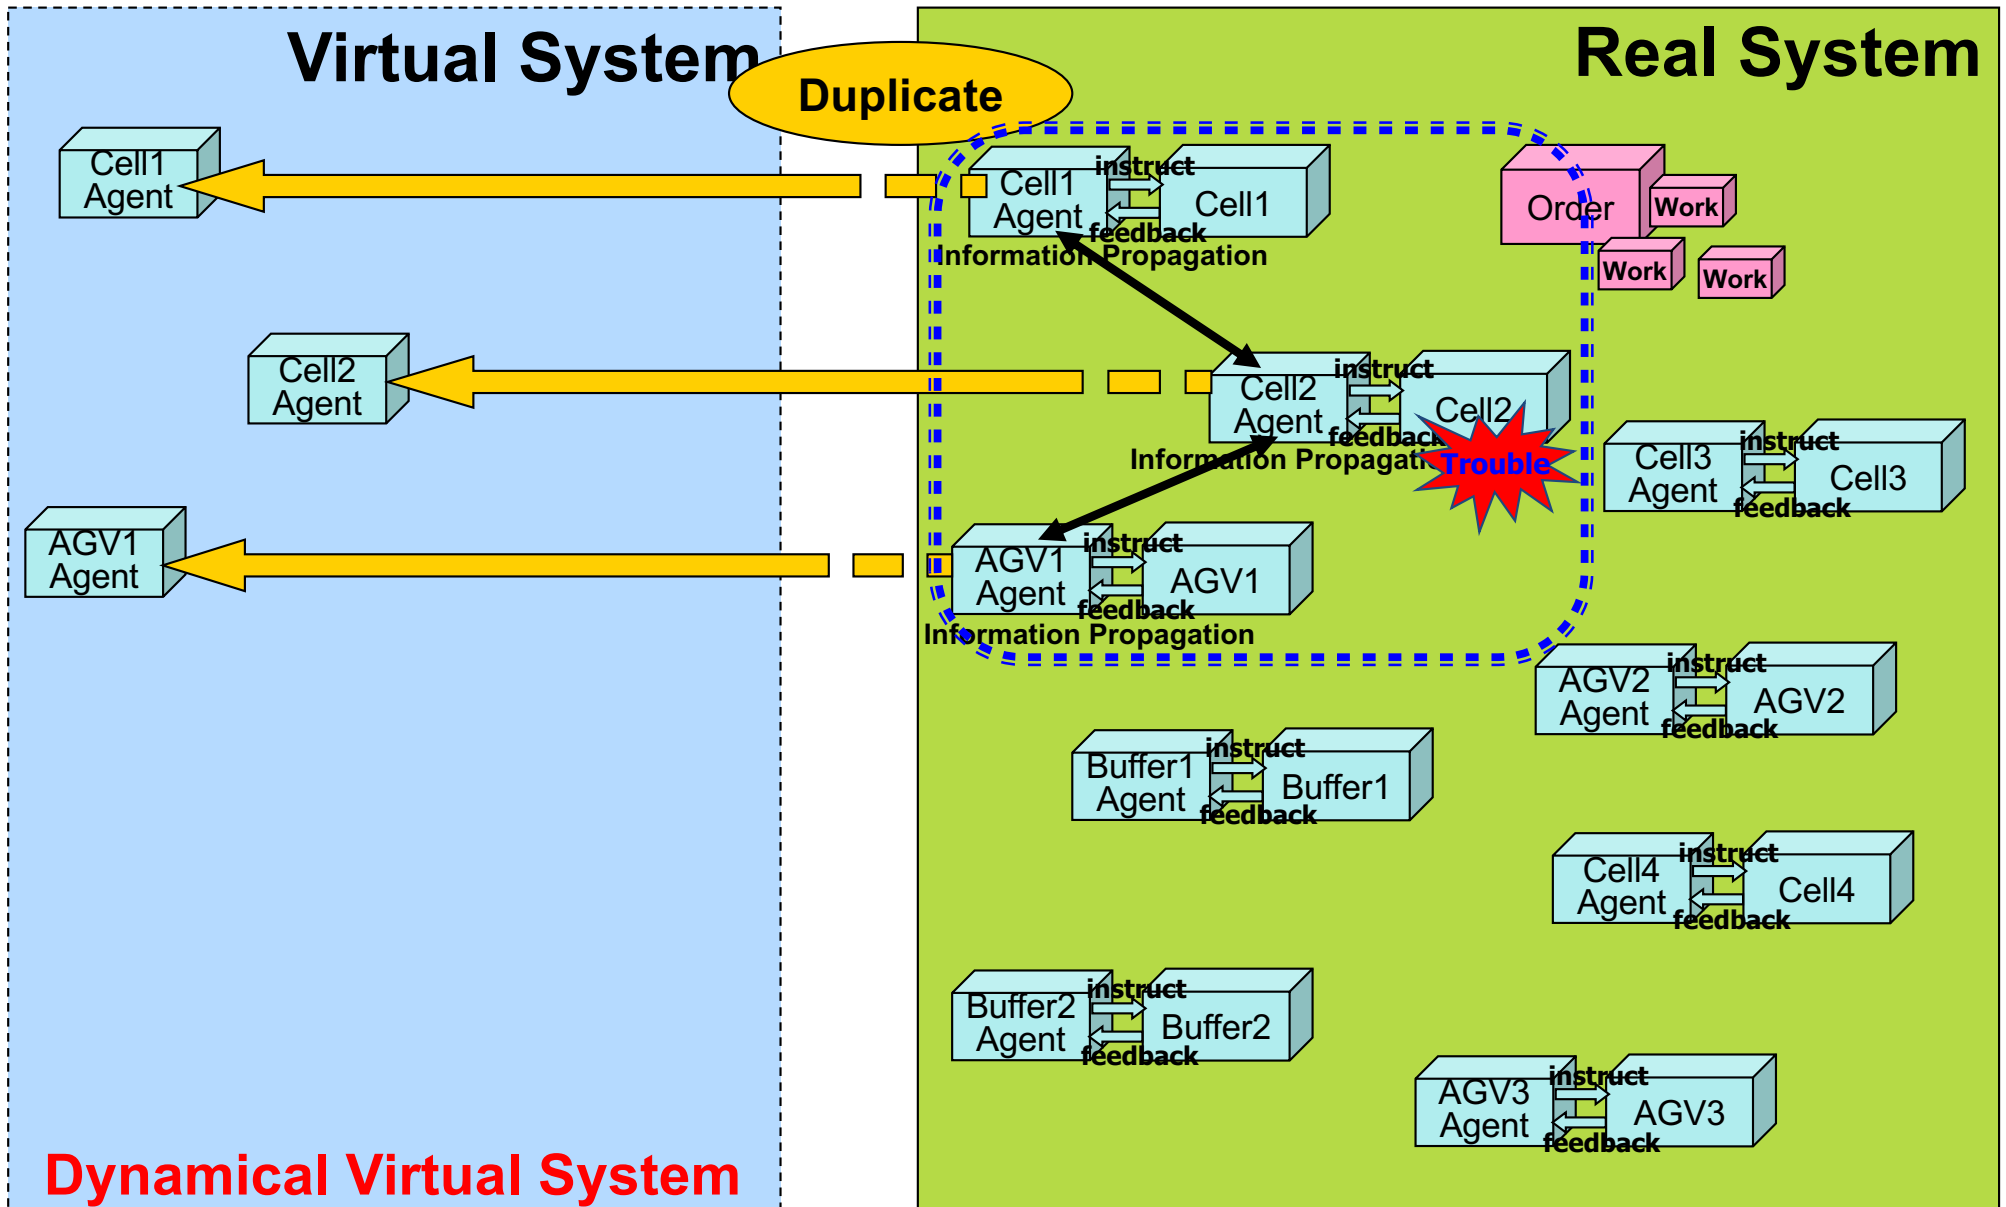 Virtual System
Real System
Duplicate
Cell1
Agent
Cell1
Agent
instruct
feedback
Cell1
Information Propagation
Order
Work
Work
Work
Cell2
Agent
Cell2
Agent
instruct
feedback
Cell2
Information Propagation
Trouble
Cell3
Agent
instruct
feedback
Cell3
AGV1
Agent
AGV1
Agent
instruct
feedback
AGV1
Information Propagation
AGV2
Agent
instruct
feedback
AGV2
Buffer1
Agent
instruct
feedback
Buffer1
Cell4
Agent
instruct
feedback
Cell4
Buffer2
Agent
instruct
feedback
Buffer2
AGV3
Agent
instruct
feedback
AGV3
Dynamical Virtual System